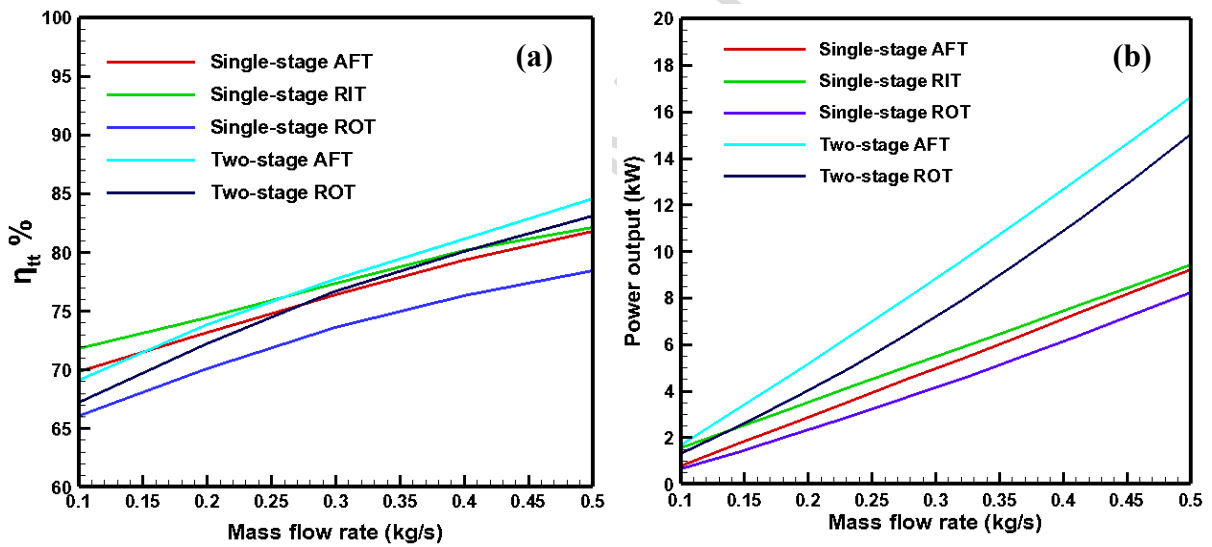 100
95
90
85
80
75
70
65
60
η_tt %
(a)
Single-stage AFT
Single-stage RIT
Single-stage ROT
Two-stage AFT
Two-stage ROT
0.1 0.15 0.2 0.25 0.3 0.35 0.4 0.45 0.5
Mass flow rate (kg/s)
20
18
16
14
12
10
8
6
4
2
0
Power output (kW)
(b)
Single-stage AFT
Single-stage RIT
Single-stage ROT
Two-stage AFT
Two-stage ROT
0.1 0.15 0.2 0.25 0.3 0.35 0.4 0.45 0.5
Mass flow rate (kg/s)